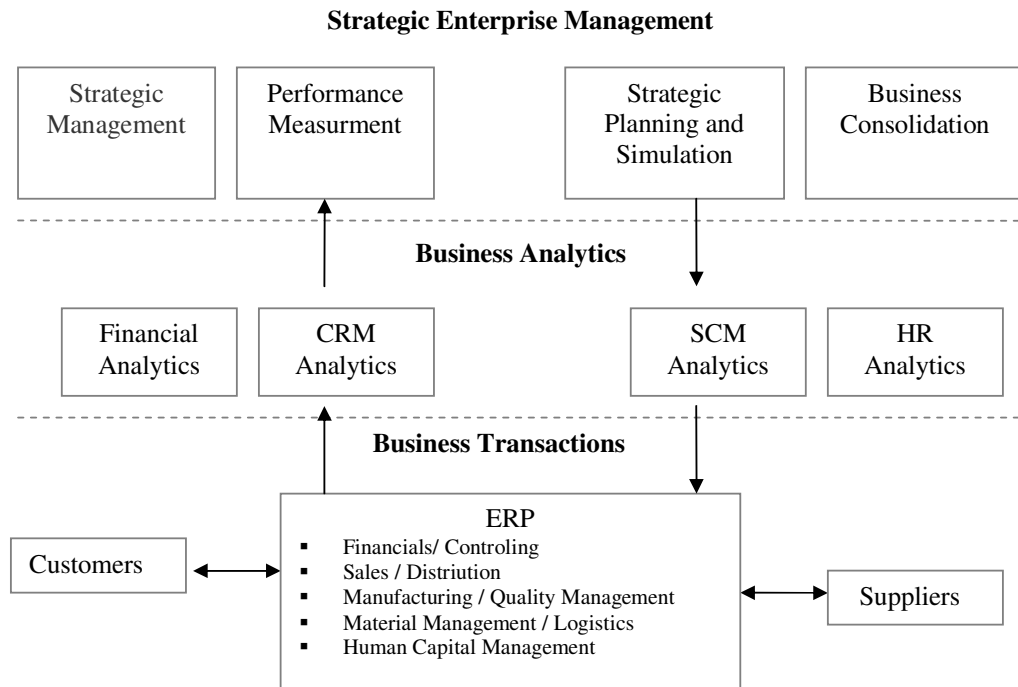 Strategic Enterprise Management
Strategic
Management
Performance
Measurment
Strategic
Planning and
Simulation
Business
Consolidation
Business Analytics
Financial
Analytics
CRM
Analytics
SCM
Analytics
HR
Analytics
Business Transactions
ERP
▪ Financials/ Controling
▪ Sales / Distriution
▪ Manufacturing / Quality Management
▪ Material Management / Logistics
▪ Human Capital Management
Customers
Suppliers